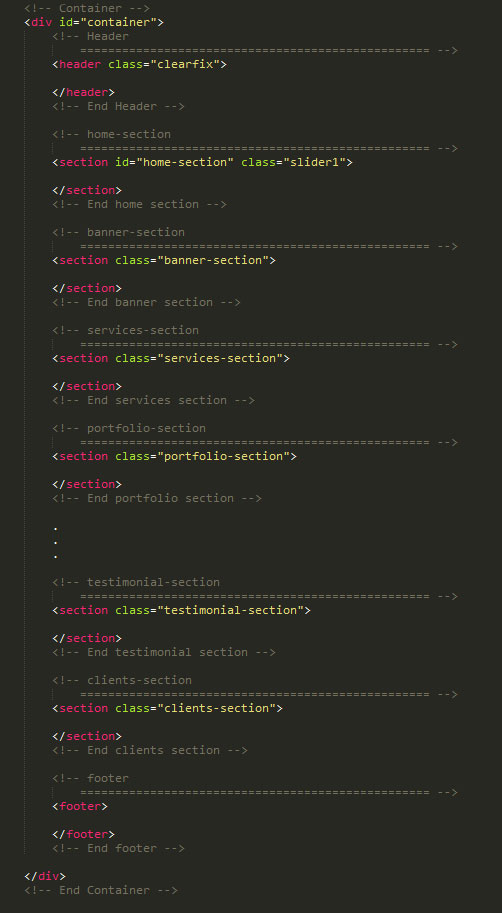 <!-- Container -->
<div id="container">
<!-- Header
================================================== -->
<header class="clearfix">
</header>
<!-- End Header -->
<!-- home-section
================================================== -->
<section id="home-section" class="slider1">
</section>
<!-- End home section -->
<!-- banner-section
================================================== -->
<section class="banner-section">
</section>
<!-- End banner section -->
<!-- services-section
================================================== -->
<section class="services-section">
</section>
<!-- End services section -->
<!-- portfolio-section
================================================== -->
<section class="portfolio-section">
</section>
<!-- End portfolio section -->
.
.
.
<!-- testimonial-section
================================================== -->
<section class="testimonial-section">
</section>
<!-- End testimonial section -->
<!-- clients-section
================================================== -->
<section class="clients-section">
</section>
<!-- End clients section -->
<!-- footer
================================================== -->
<footer>
</footer>
<!-- End footer -->
</div>
<!-- End Container -->